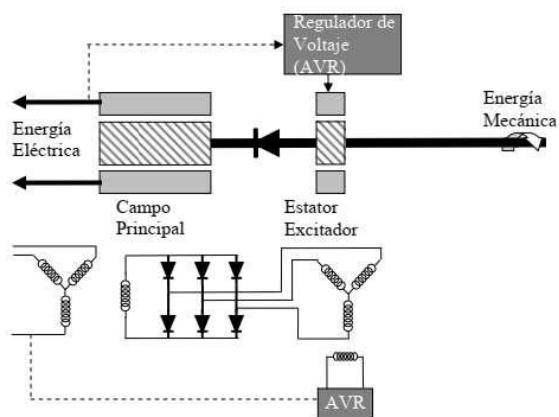 Regulador de
Voltaje
(AVR)
Energía
Mecánica
Energía
Eléctrica
Campo
Principal
Estator
Excitador
AVR